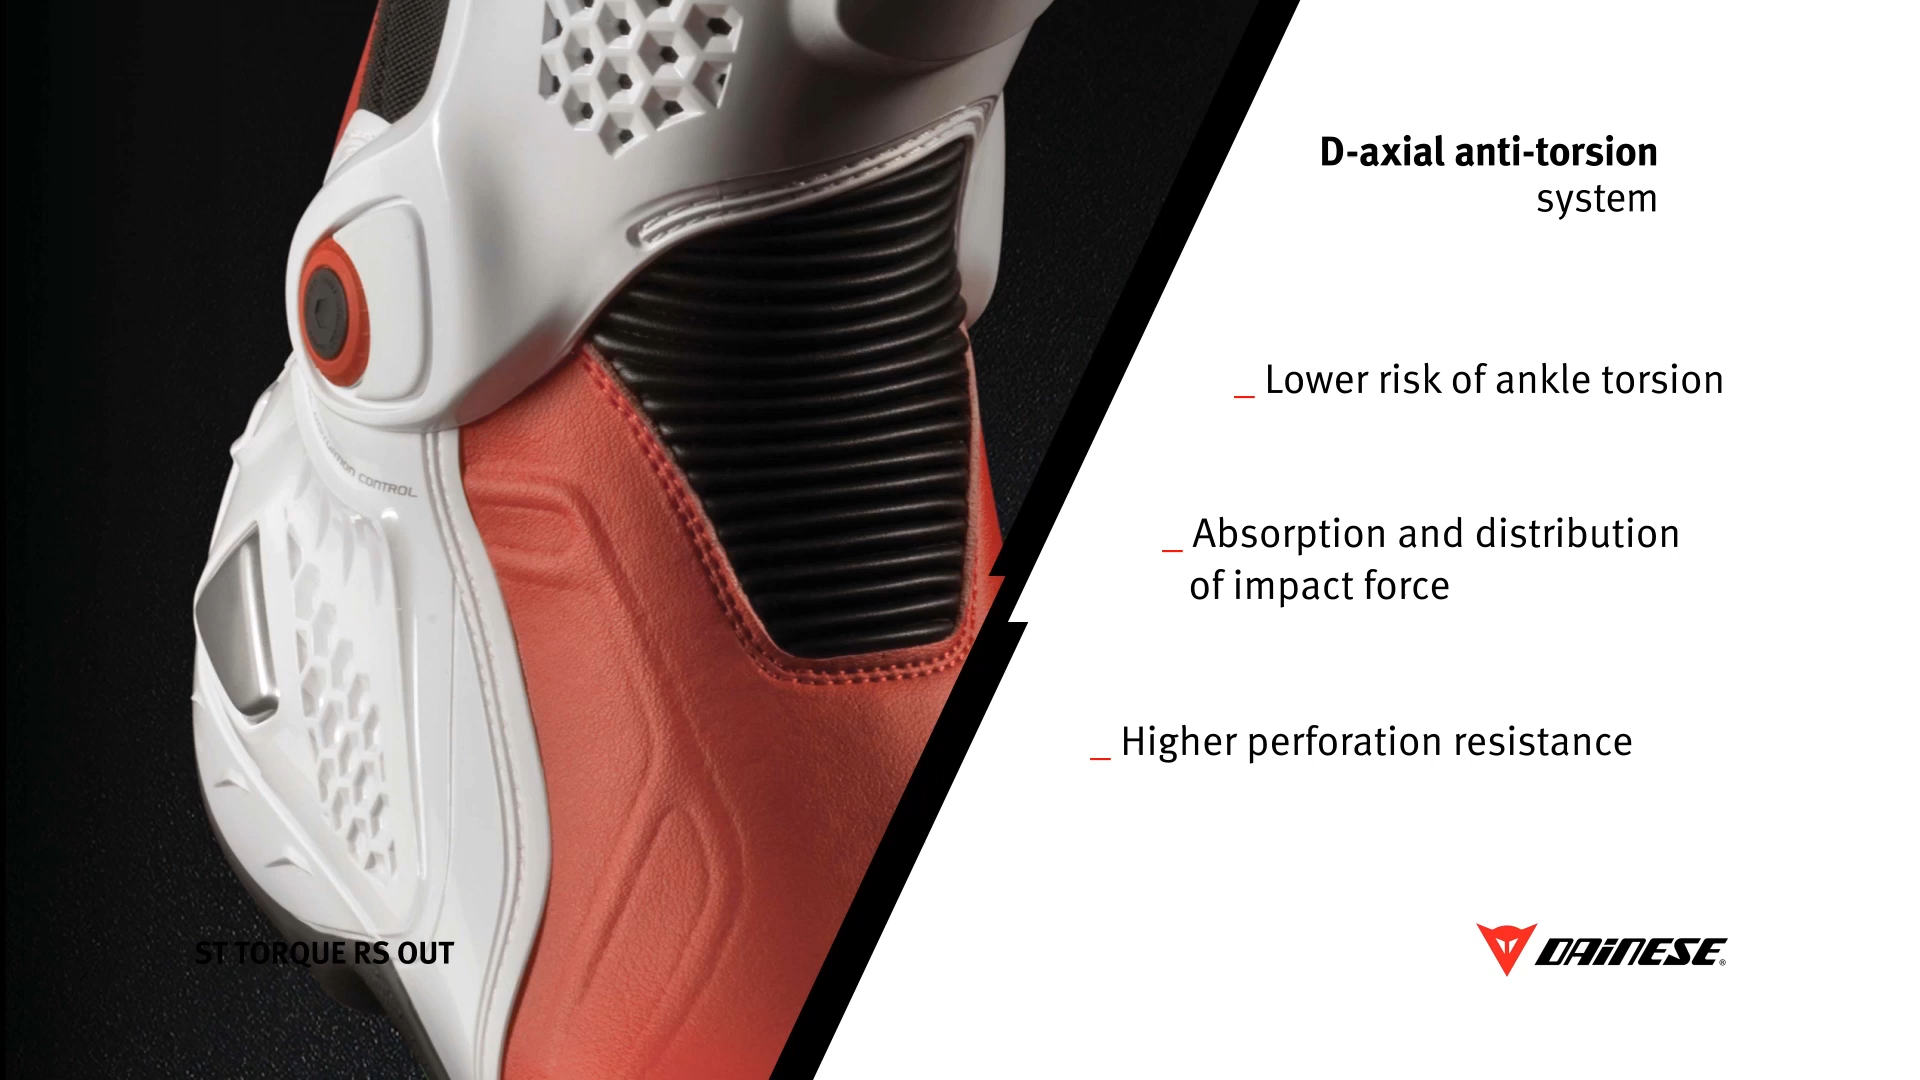 D-axial anti-torsion
system
_ Lower risk of ankle torsion
_ Absorption and distribution
of impact force
_ Higher perforation resistance
CONTROL
ST TORQUE RS OUT
DAINESE®